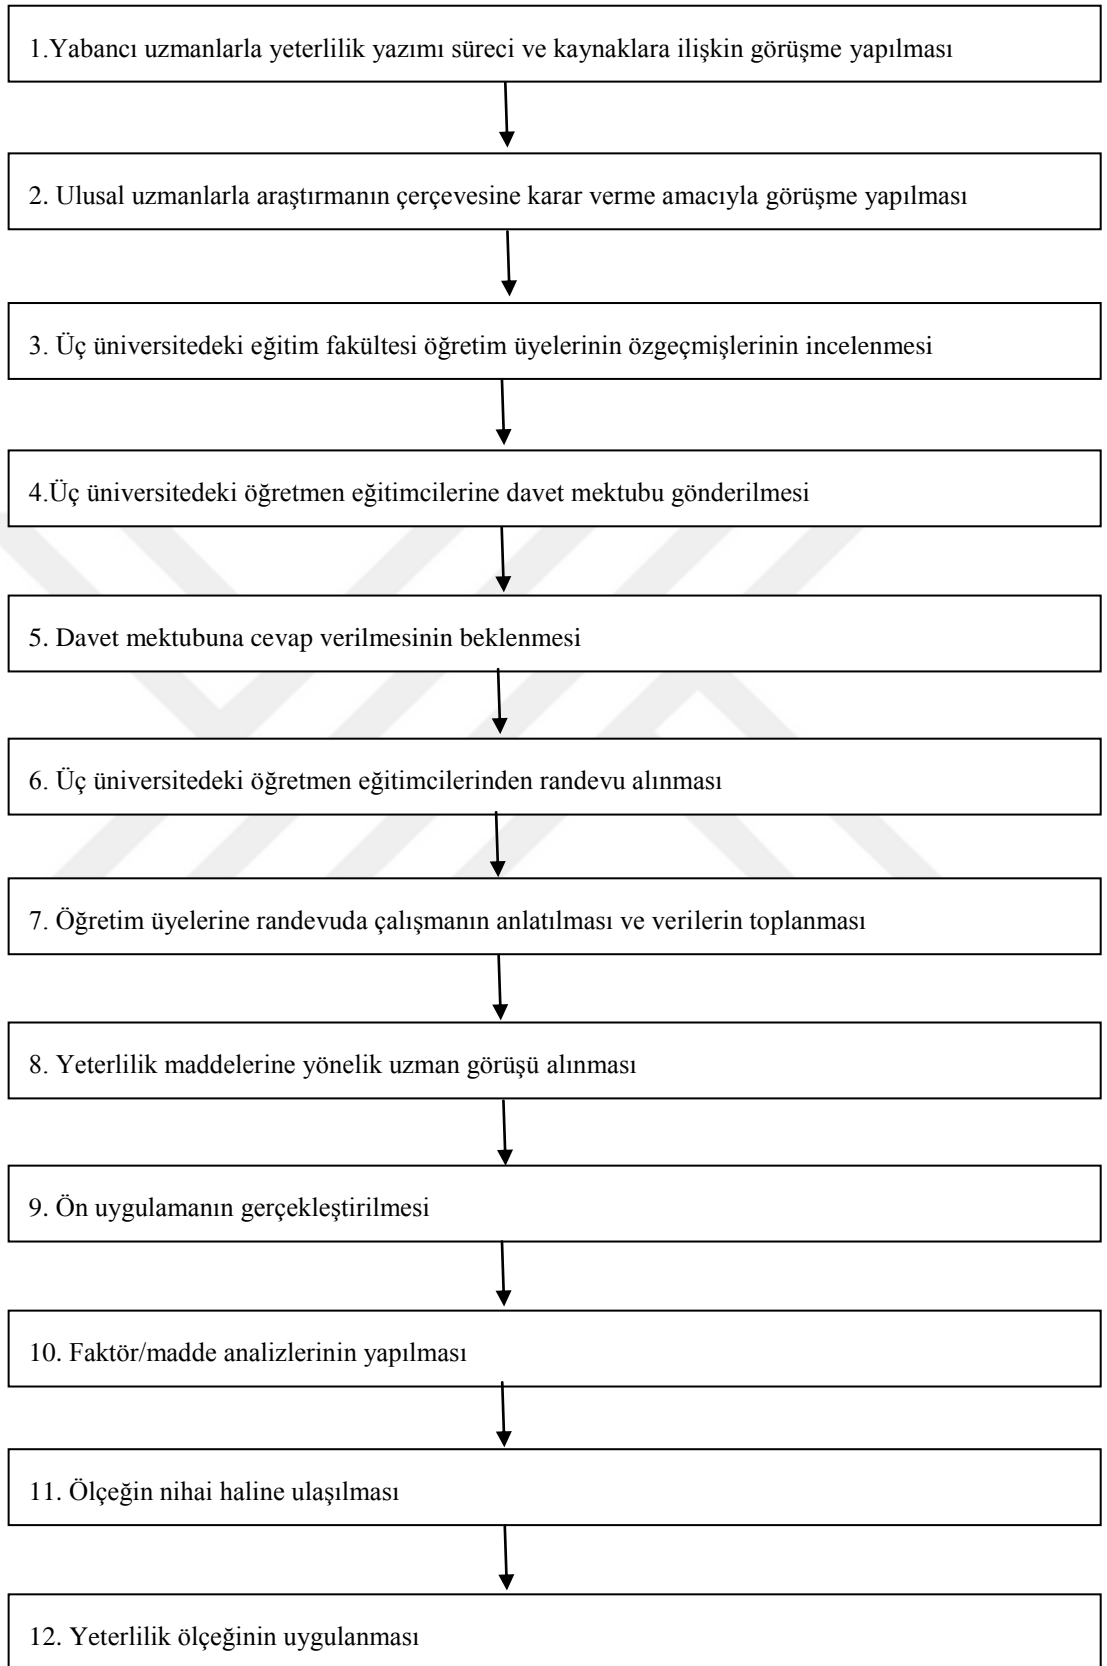 1.Yabancı uzmanlarla yeterlilik yazımı süreci ve kaynaklara ilişkin görüşme yapılması
2. Ulusal uzmanlarla araştırmanın çerçevesine karar verme amacıyla görüşme yapılması
3. Üç üniversitedeki eğitim fakültesi öğretim üyelerinin özgeçmişlerinin incelenmesi
4.Üç üniversitedeki öğretmen eğitimcilerine davet mektubu gönderilmesi
5. Davet mektubuna cevap verilmesinin beklenmesi
6. Üç üniversitedeki öğretmen eğitimcilerinden randevu alınması
7. Öğretim üyelerine randevuda çalışmanın anlatılması ve verilerin toplanması
8. Yeterlilik maddelerine yönelik uzman görüşü alınması
9. Ön uygulamanın gerçekleştirilmesi
10. Faktör/madde analizlerinin yapılması
11. Ölçeğin nihai haline ulaşılması
12. Yeterlilik ölçeğinin uygulanması